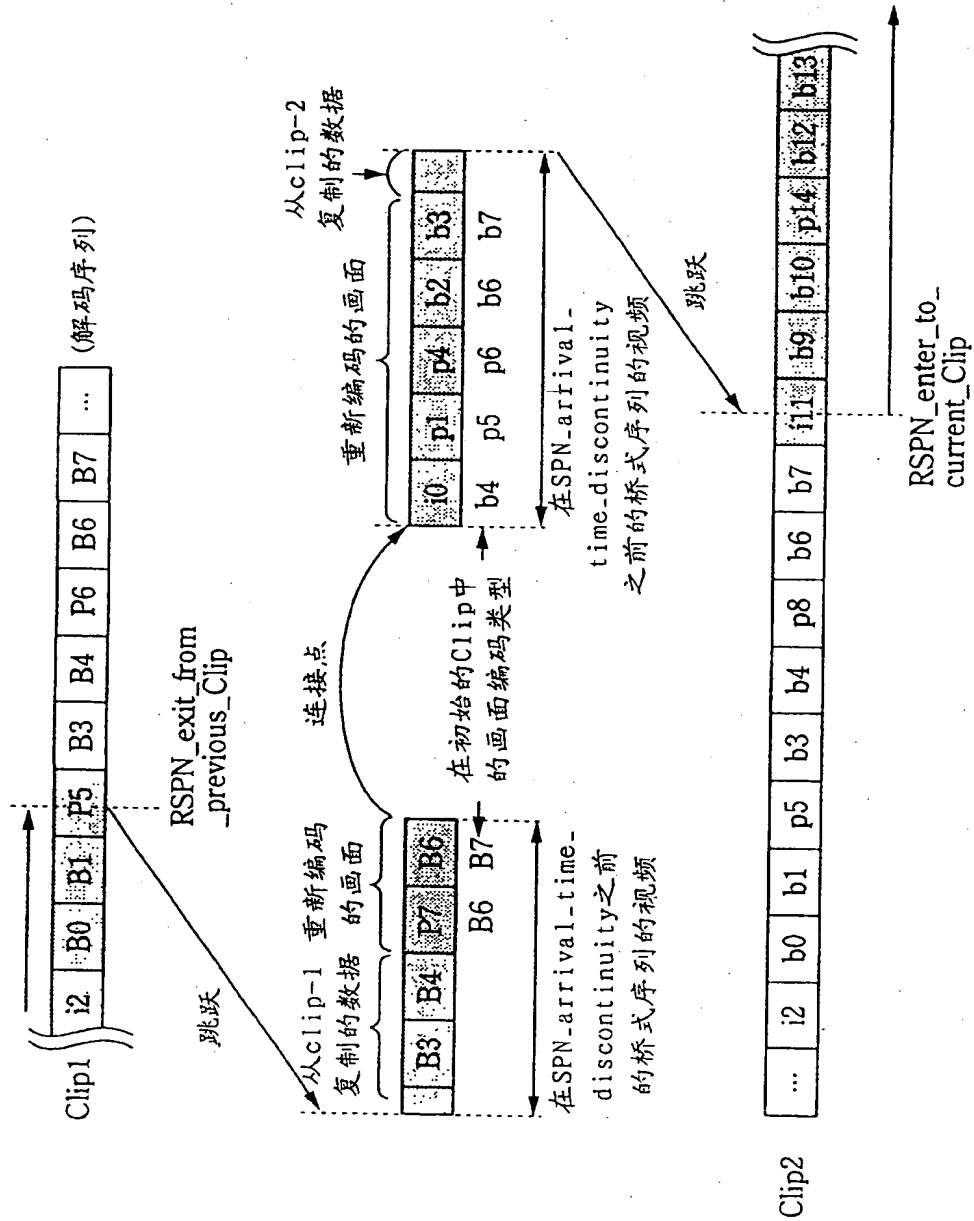 Clip1
i2 B0 B1 P5 B3 B4 P6 B6 B7 ... (解码序列)
RSPN_exit_from
_previous_Clip
跳跃
从clip-1
复制的数据
重新编码
的画面
B3 B4 P7 B6
B6 B7
在SPN_arrival_time_
discontinuity之前
的桥式序列的视频
连接点
在初始的Clip中
的画面编码类型
重新编码的画面
从clip-2
复制的数据
i0 p1 p4 b2 b3
b4 p5 p6 b6 b7
在SPN_arrival_
time_discontinuity
之前的桥式序列的视频
跳跃
Clip2
... i2 b0 b1 p5 b3 b4 p8 b6 b7 i11 b9 b10 p14 b12 b13
RSPN_enter_to_
current_Clip